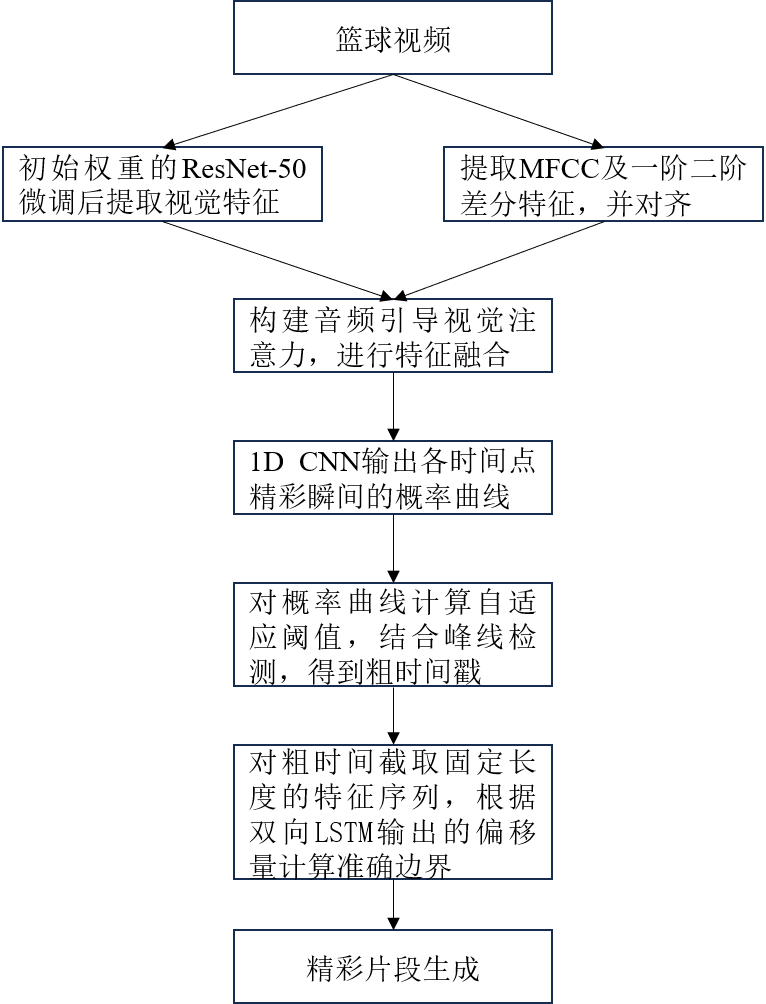 篮球视频
初始权重的ResNet-50
微调后提取视觉特征
提取MFCC及一阶二阶
差分特征，并对齐
构建音频引导视觉注
意力，进行特征融合
1D CNN输出各时间点
精彩瞬间的概率曲线
对概率曲线计算自适
应阈值，结合峰线检
测，得到粗时间戳
对粗时间截取固定长
度的特征序列，根据
双向LSTM输出的偏移
量计算准确边界
精彩片段生成